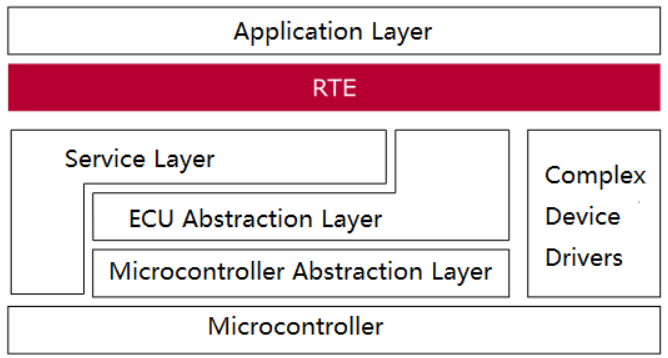 Application Layer
RTE
Service Layer
ECU Abstraction Layer
Microcontroller Abstraction Layer
Complex
Device
Drivers
Microcontroller